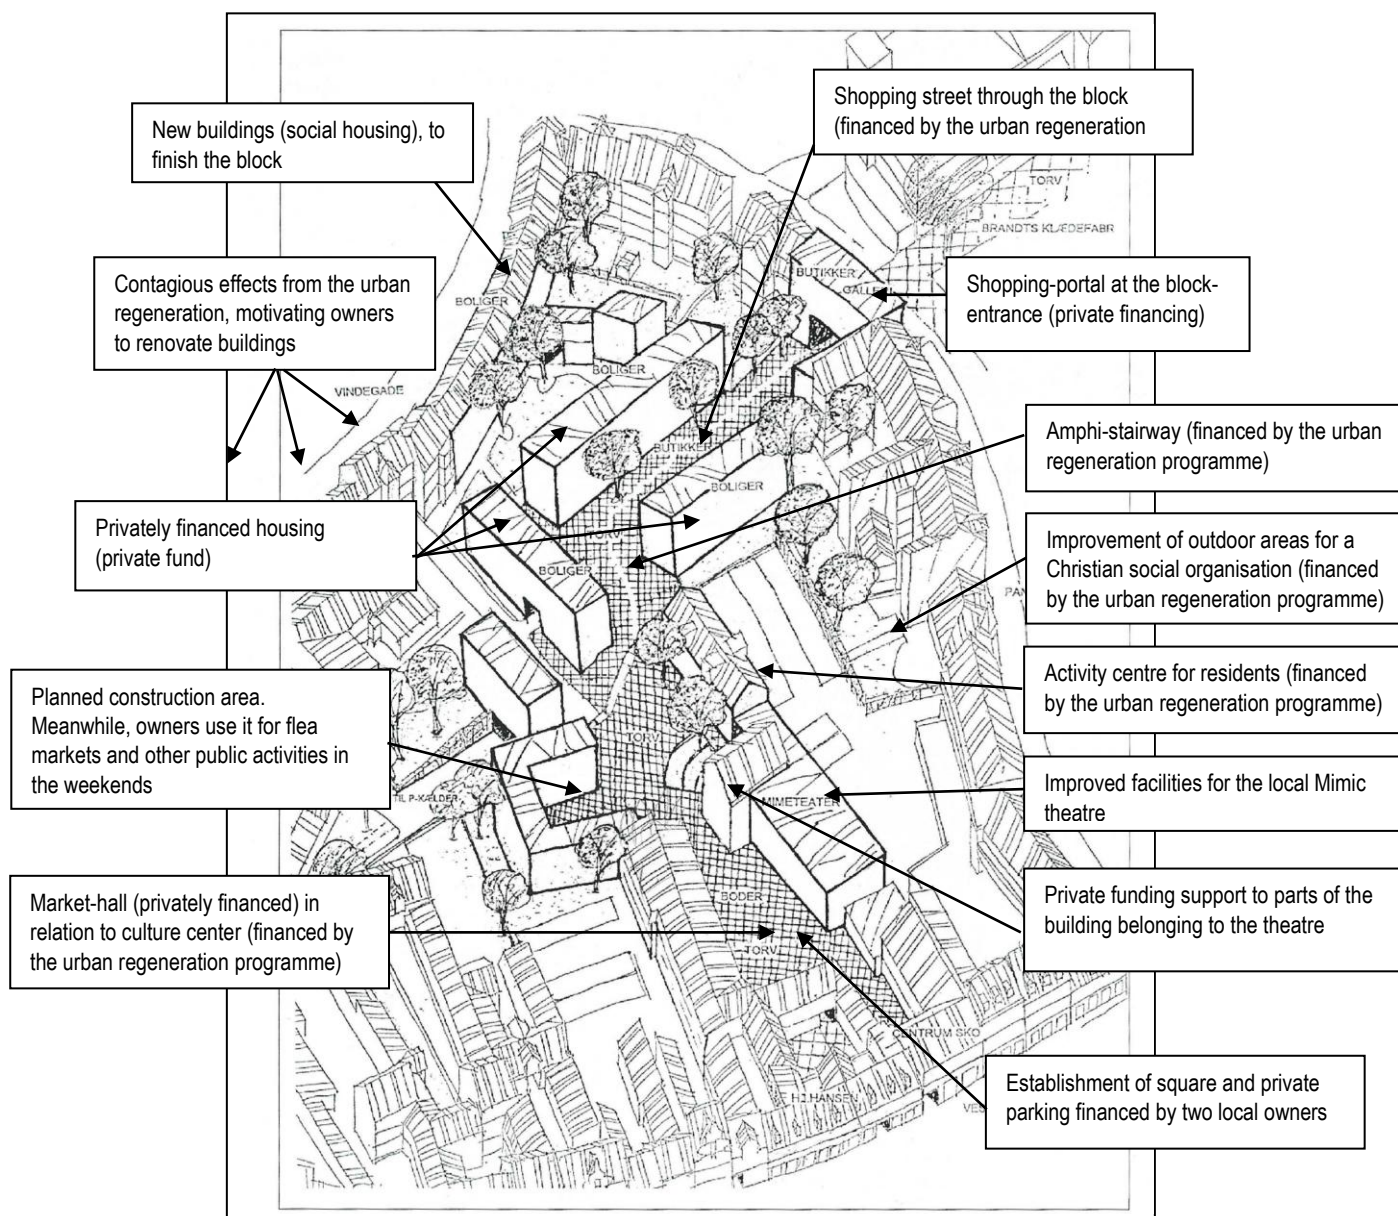 Shopping street through the block
(financed by the urban regeneration
New buildings (social housing), to
finish the block
TORV
BRANDTS KLÆDEFABR
BUTIKKER
Contagious effects from the urban
regeneration, motivating owners
to renovate buildings
BOLIGER
Shopping-portal at the block-
entrance (private financing)
BOLIGER
VINDEGADE
Amphi-stairway (financed by the urban
regeneration programme)
BUTIKKER
BOLIGER
Privately financed housing
(private fund)
TORV
BOLIGER
Improvement of outdoor areas for a
Christian social organisation (financed
by the urban regeneration programme)
Activity centre for residents (financed
by the urban regeneration programme)
Planned construction area.
Meanwhile, owners use it for flea
markets and other public activities in
the weekends
TORV
TIL P-KÆLDER
MIMETEATER
Improved facilities for the local Mimic
theatre
Market-hall (privately financed) in
relation to culture center (financed by
the urban regeneration programme)
BODER
TORV
Private funding support to parts of the
building belonging to the theatre
CENTRUM SKO
H.J.HANSEN
Establishment of square and private
parking financed by two local owners